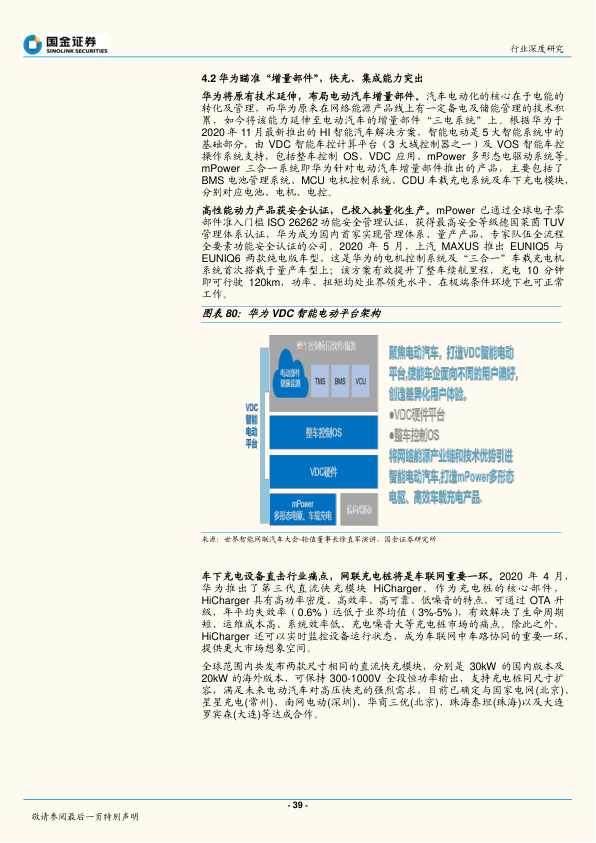 国金证券
SINOLINK SECURITIES
行业深度研究
4.2 华为瞄准“增量部件”，快充、集成能力突出
华为将原有技术延伸，布局电动汽车增量部件。汽车电动化的核心在于电能的
转化及管理，而华为原来在网络能源产品线上有一定备电及储能管理的技术积
累，如今将该能力延伸至电动汽车的增量部件“三电系统”上。根据华为于
2020 年 11 月最新推出的 HI 智能汽车解决方案，智能电动是 5 大智能系统中的
基础部分，由 VDC 智能车控计算平台（3 大域控制器之一）及 VOS 智能车控
操作系统支持，包括整车控制 OS、VDC 应用、mPower 多形态电驱动系统等。
mPower 三合一系统即华为针对电动汽车增量部件推出的产品，主要包括了
BMS 电池管理系统、MCU 电机控制系统、CDU 车载充电系统及车下充电模块，
分别对应电池、电机、电控。
高性能动力产品获安全认证，已投入批量化生产。mPower 已通过全球电子零
部件准入门槛 ISO 26262 功能安全管理认证，获得最高安全等级德国莱茵 TUV
管理体系认证，华为成为国内首家实现管理体系、量产产品、专家队伍全流程
全要素功能安全认证的公司。2020 年 5 月，上汽 MAXUS 推出 EUNIQ5 与
EUNIQ6 两款纯电版车型，这是华为的电机控制系统及“三合一”车载充电机
系统首次搭载于量产车型上；该方案有效提升了整车续航里程，充电 10 分钟
即可行驶 120km，功率、扭矩均处业界领先水平，在极端条件环境下也可正常
工作。
图表 80：华为 VDC 智能电动平台架构
整车控制应用软件/服务
电动部件
健康监测
TMS
BMS
VCU
VDC
智能
电动
平台
整车控制OS
VDC硬件
mPower
多形态电驱、车载充电
聚焦电动汽车，打造VDC智能电动
平台,使能车企面向不同的用户偏好，
创造差异化用户体验。
●VDC硬件平台
●整车控制OS
将网络能源产业链和技术优势引进
智能电动汽车,打造mPower多形态
电驱、高效车载充电产品.
来源：世界智能网联汽车大会-轮值董事长徐直军演讲，国金证券研究所
车下充电设备直击行业痛点，网联充电桩将是车联网重要一环。2020 年 4 月，
华为推出了第三代直流快充模块 HiCharger。作为充电桩的核心部件，
HiCharger 具有高功率密度、高效率、高可靠、低噪音的特点，可通过 OTA 升
级，年平均失效率（0.6%）远低于业界均值（3%-5%），有效解决了生命周期
短、运维成本高、系统效率低、充电噪音大等充电桩市场的痛点。除此之外，
HiCharger 还可以实时监控设备运行状态，成为车联网中车路协同的重要一环，
提供更大市场想象空间。
全球范围内共发布两款尺寸相同的直流快充模块，分别是 30kW 的国内版本及
20kW 的海外版本，可保持 300-1000V 全段恒功率输出，支持充电桩同尺寸扩
容，满足未来电动汽车对高压快充的强烈需求，目前已确定与国家电网(北京)、
星星充电(常州)、南网电动(深圳)、华商三优(北京)、珠海泰坦(珠海)以及大连
罗宾森(大连)等达成合作。
- 39 -
敬请参阅最后一页特别声明